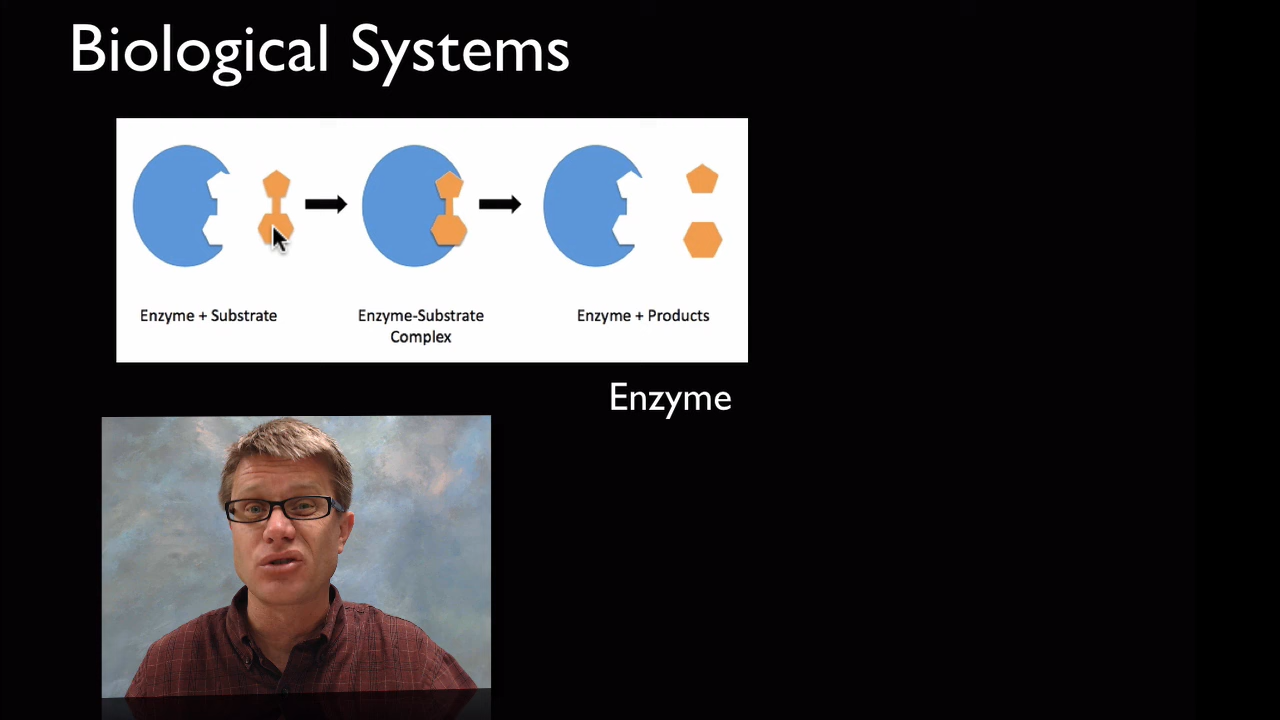 Biological Systems
Enzyme + Substrate
Enzyme-Substrate
Complex
Enzyme + Products
Enzyme